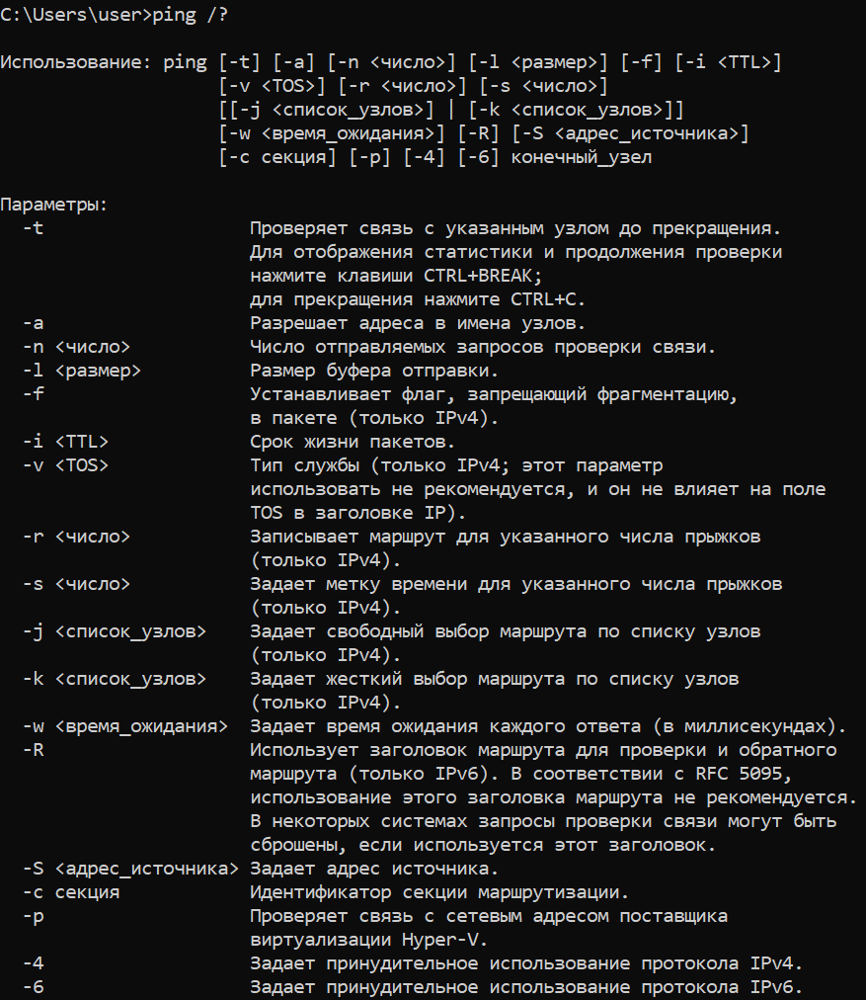 C:\Users\user>ping /?

Использование: ping [-t] [-a] [-n <число>] [-l <размер>] [-f] [-i <TTL>]
                    [-v <TOS>] [-r <число>] [-s <число>]
                    [[-j <список_узлов>] | [-k <список_узлов>]]
                    [-w <время_ожидания>] [-R] [-S <адрес_источника>]
                    [-c секция] [-p] [-4] [-6] конечный_узел

Параметры:
  -t                   Проверяет связь с указанным узлом до прекращения.
                       Для отображения статистики и продолжения проверки
                       нажмите клавиши CTRL+BREAK;
                       для прекращения нажмите CTRL+C.
  -a                   Разрешает адреса в имена узлов.
  -n <число>           Число отправляемых запросов проверки связи.
  -l <размер>          Размер буфера отправки.
  -f                   Устанавливает флаг, запрещающий фрагментацию,
                       в пакете (только IPv4).
  -i <TTL>             Срок жизни пакетов.
  -v <TOS>             Тип службы (только IPv4; этот параметр
                       использовать не рекомендуется, и он не влияет на поле
                       TOS в заголовке IP).
  -r <число>           Записывает маршрут для указанного числа прыжков
                       (только IPv4).
  -s <число>           Задает метку времени для указанного числа прыжков
                       (только IPv4).
  -j <список_узлов>    Задает свободный выбор маршрута по списку узлов
                       (только IPv4).
  -k <список_узлов>    Задает жесткий выбор маршрута по списку узлов
                       (только IPv4).
  -w <время_ожидания>  Задает время ожидания каждого ответа (в миллисекундах).
  -R                   Использует заголовок маршрута для проверки и обратного
                       маршрута (только IPv6). В соответствии с RFC 5095,
                       использование этого заголовка маршрута не рекомендуется.
                       В некоторых системах запросы проверки связи могут быть
                       сброшены, если используется этот заголовок.
  -S <адрес_источника> Задает адрес источника.
  -c секция            Идентификатор секции маршрутизации.
  -p                   Проверяет связь с сетевым адресом поставщика
                       виртуализации Hyper-V.
  -4                   Задает принудительное использование протокола IPv4.
  -6                   Задает принудительное использование протокола IPv6.